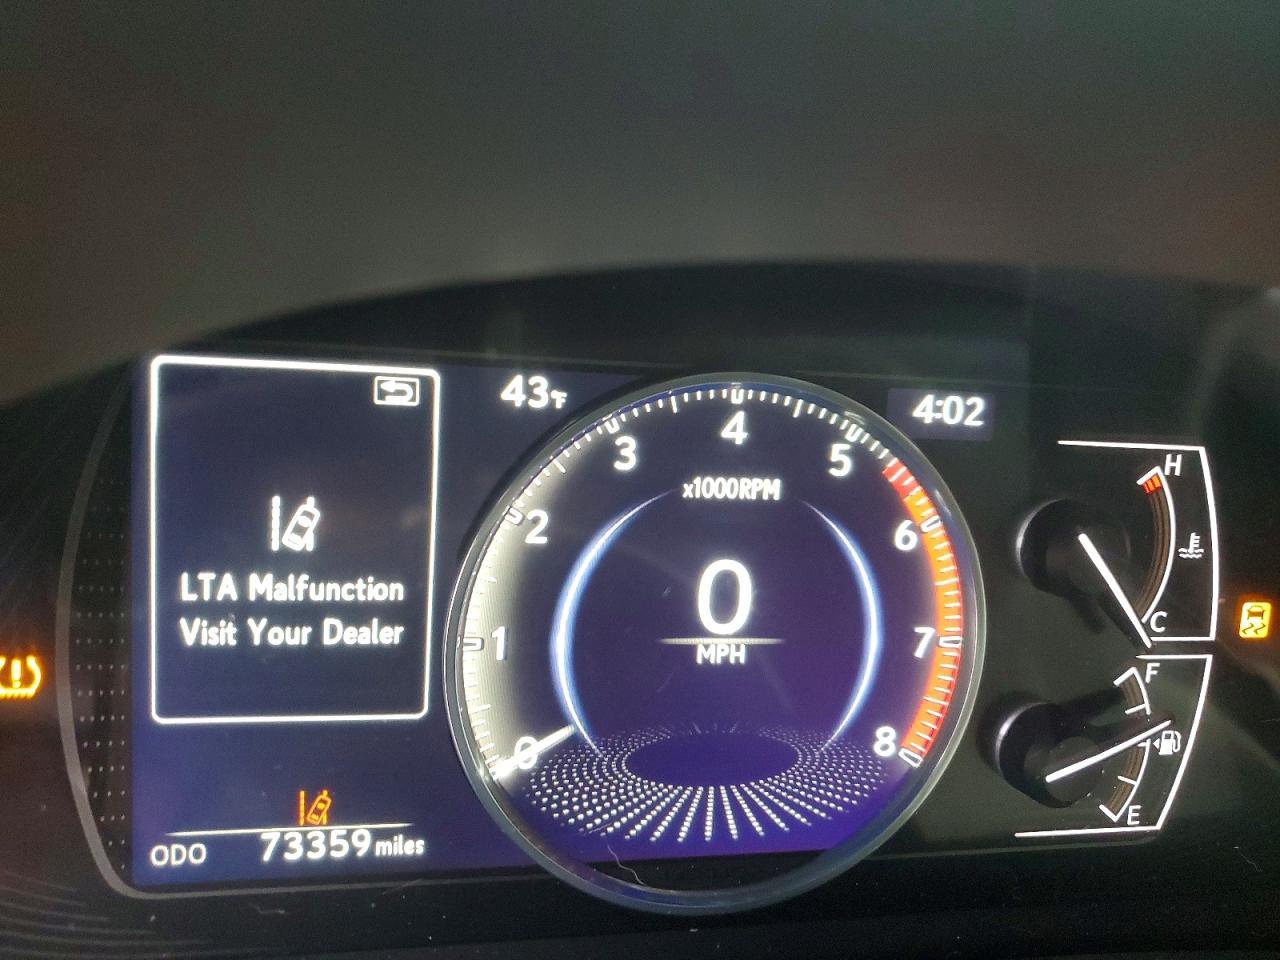 43°F
4:02
LTA Malfunction
Visit Your Dealer
ODO 73359 miles
0
1
2
3
4
5
6
7
8
x1000RPM
0
MPH
H
C
F
E